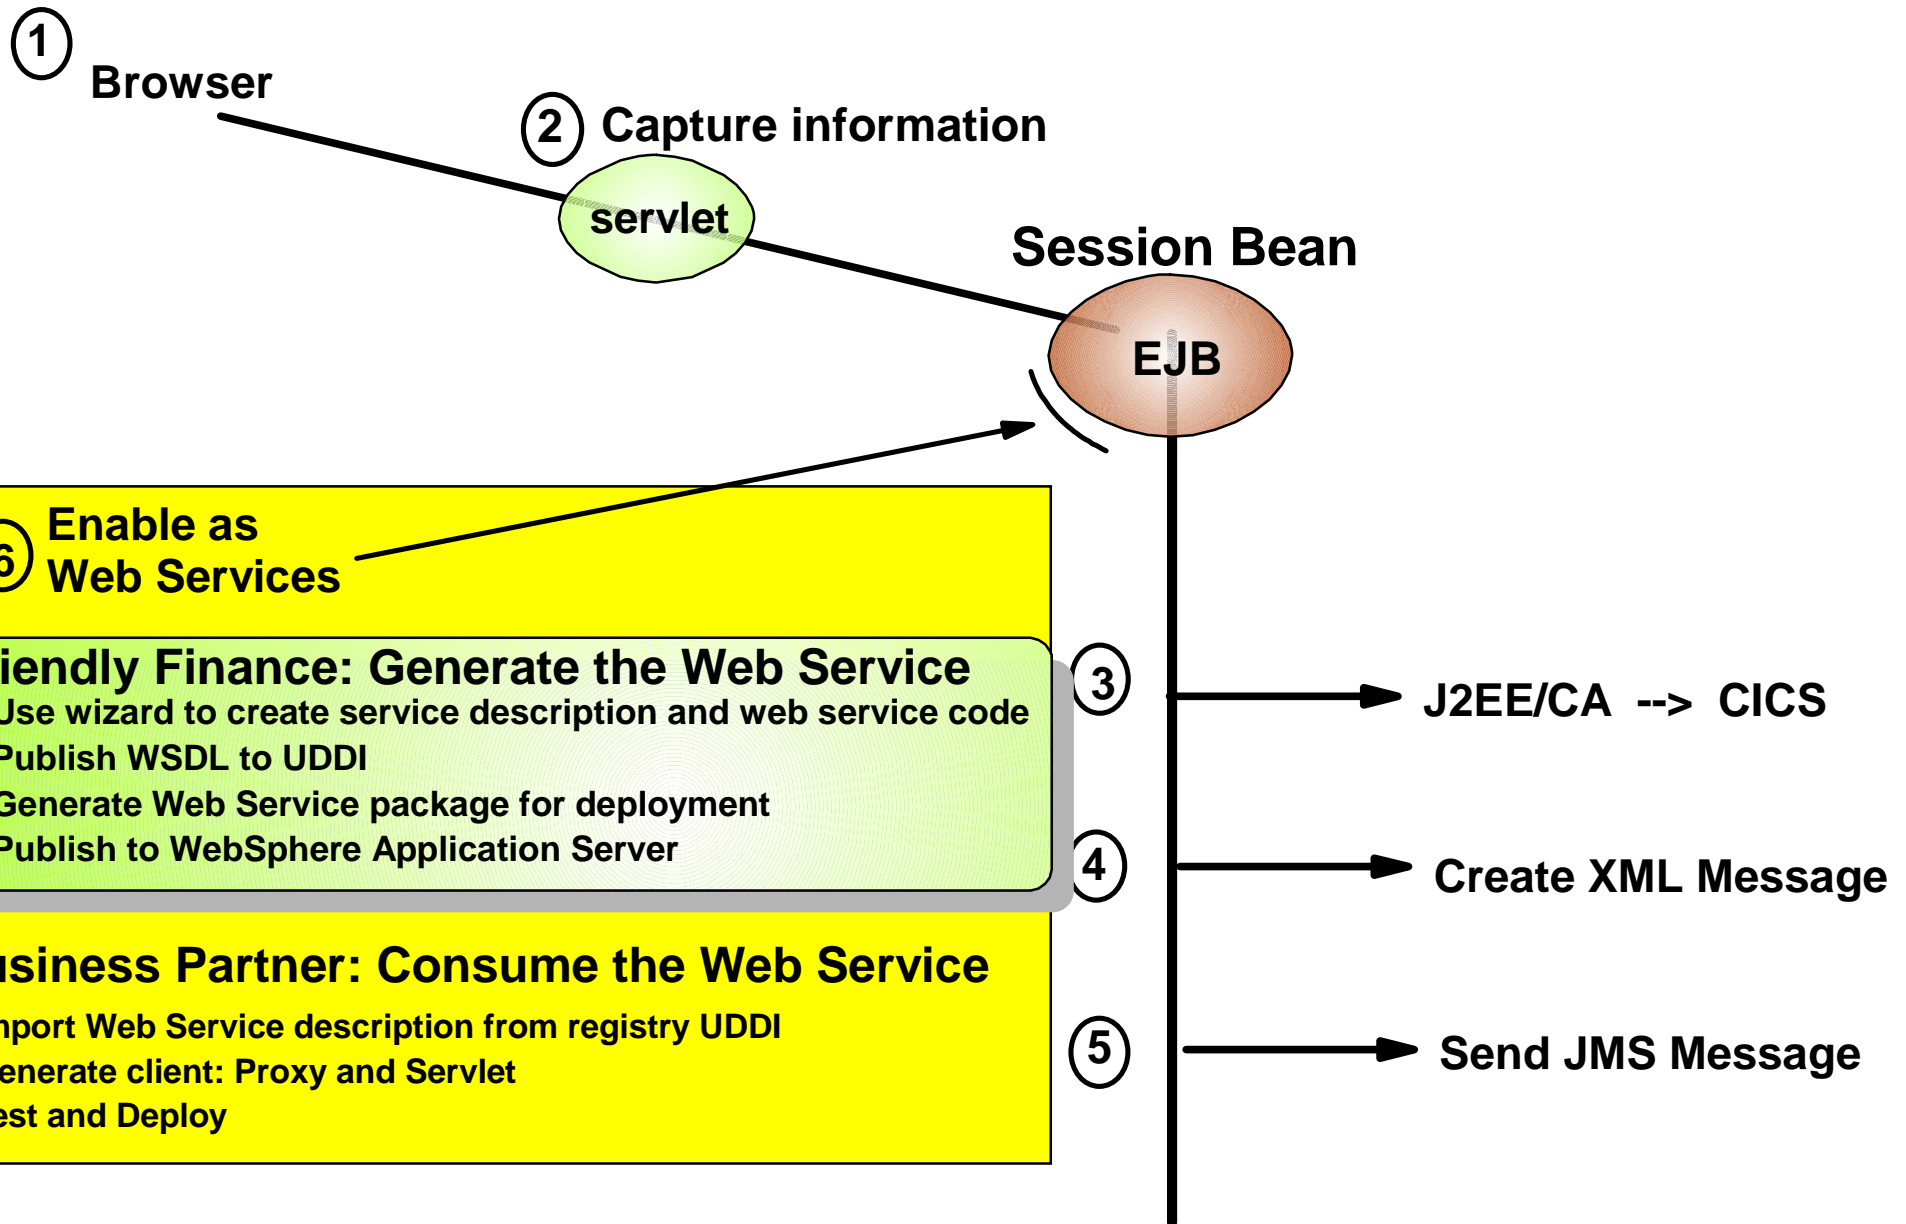 1
Browser
2 Capture information
servlet
Session Bean
EJB
6 Enable as
Web Services
iendly Finance: Generate the Web Service
Use wizard to create service description and web service code
Publish WSDL to UDDI
Generate Web Service package for deployment
Publish to WebSphere Application Server
usiness Partner: Consume the Web Service
mport Web Service description from registry UDDI
enerate client: Proxy and Servlet
est and Deploy
3 J2EE/CA --> CICS
4 Create XML Message
5 Send JMS Message